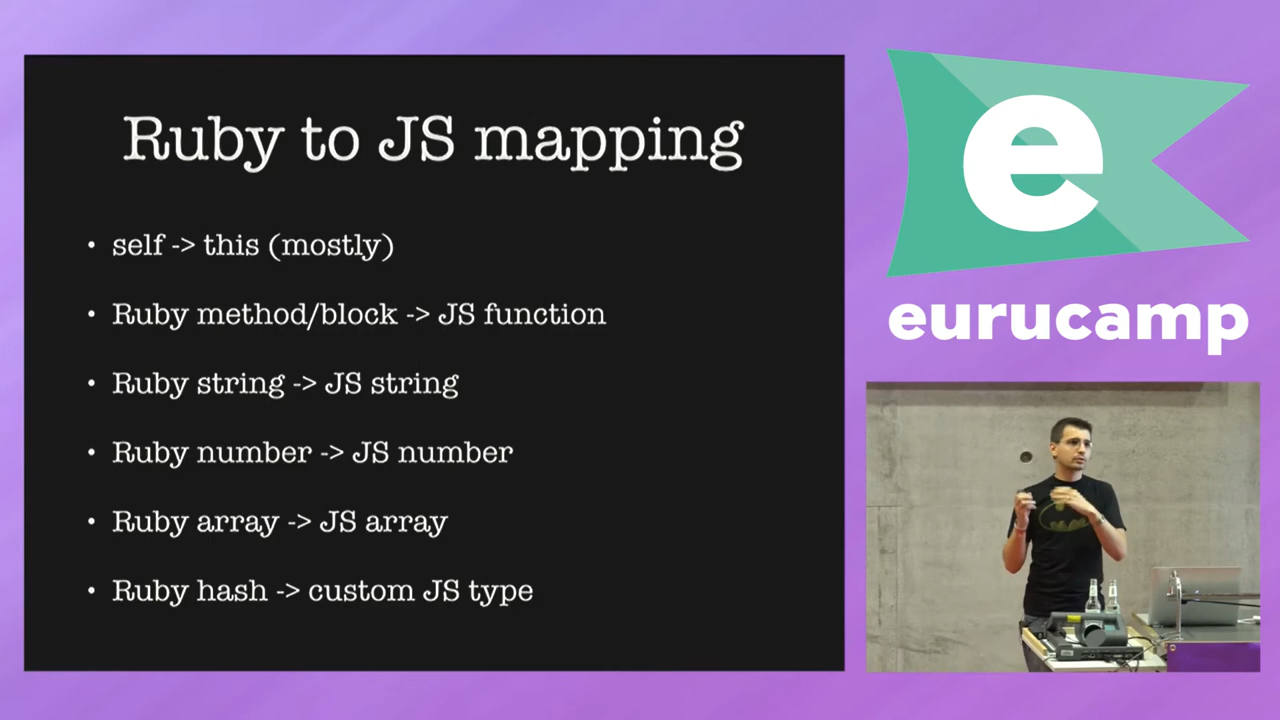 Ruby to JS mapping
• self -> this (mostly)
• Ruby method/block -> JS function
• Ruby string -> JS string
• Ruby number -> JS number
• Ruby array -> JS array
• Ruby hash -> custom JS type
e
eurucamp